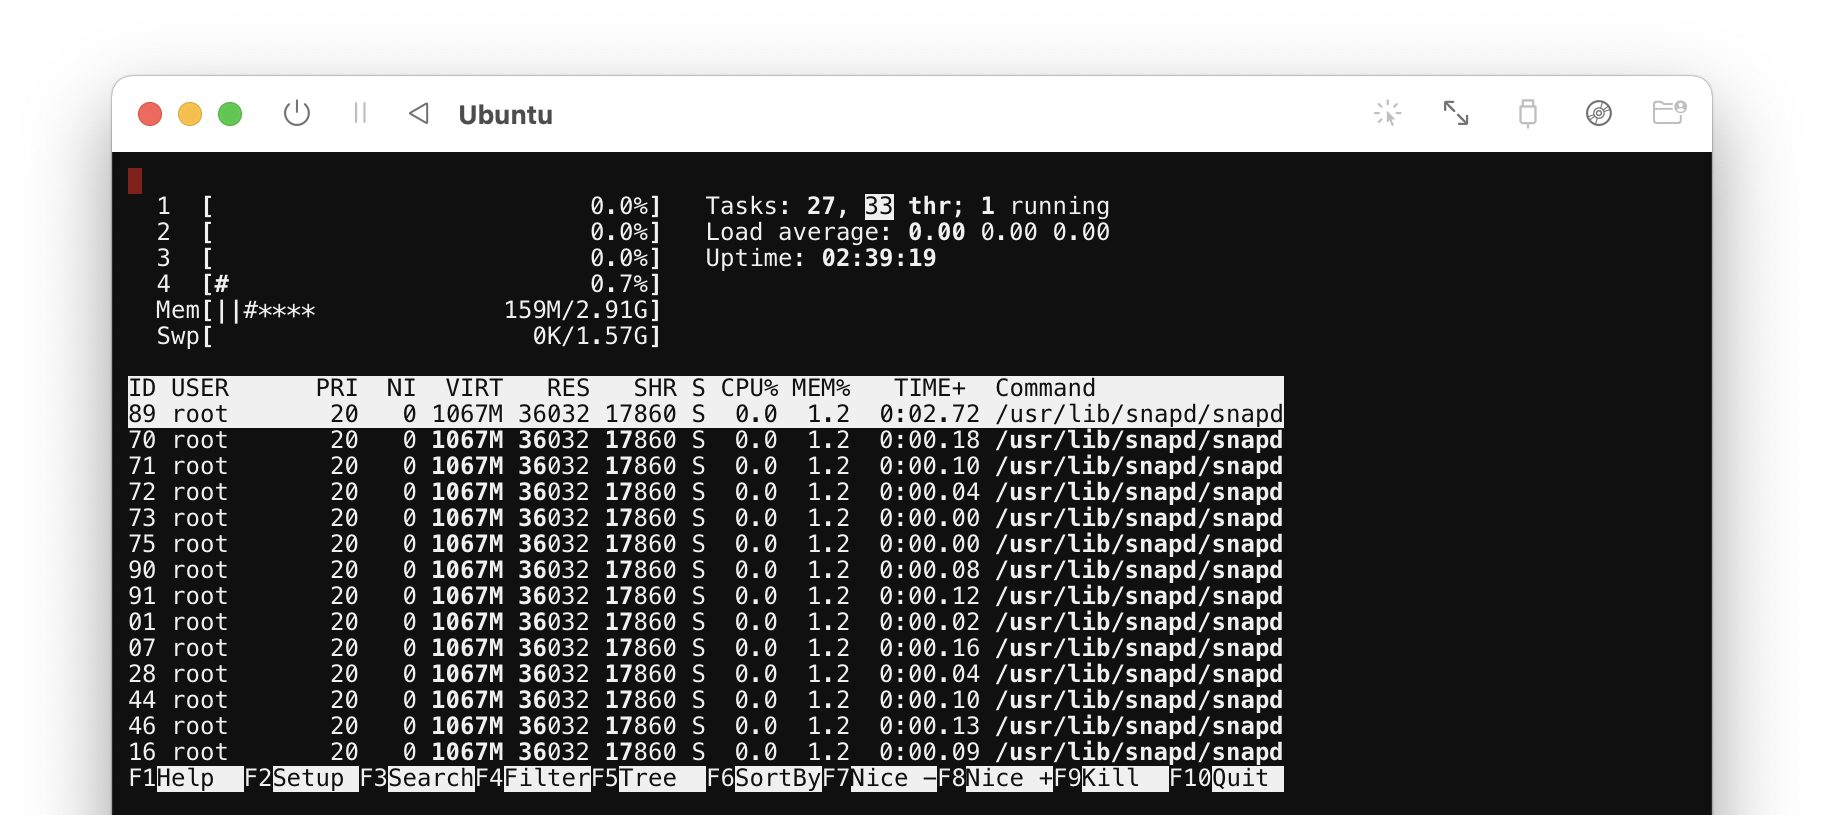 Ubuntu
1 [ 0.0%] Tasks: 27, 33 thr; 1 running
2 [ 0.0%] Load average: 0.00 0.00 0.00
3 [ 0.0%] Uptime: 02:39:19
4 [# 0.7%]
Mem[||#**** 159M/2.91G]
Swp[ 0K/1.57G]
ID USER PRI NI VIRT RES SHR S CPU% MEM% TIME+ Command
89 root 20 0 1067M 36032 17860 S 0.0 1.2 0:02.72 /usr/lib/snapd/snapd
70 root 20 0 1067M 36032 17860 S 0.0 1.2 0:00.18 /usr/lib/snapd/snapd
71 root 20 0 1067M 36032 17860 S 0.0 1.2 0:00.10 /usr/lib/snapd/snapd
72 root 20 0 1067M 36032 17860 S 0.0 1.2 0:00.04 /usr/lib/snapd/snapd
73 root 20 0 1067M 36032 17860 S 0.0 1.2 0:00.00 /usr/lib/snapd/snapd
75 root 20 0 1067M 36032 17860 S 0.0 1.2 0:00.00 /usr/lib/snapd/snapd
90 root 20 0 1067M 36032 17860 S 0.0 1.2 0:00.08 /usr/lib/snapd/snapd
91 root 20 0 1067M 36032 17860 S 0.0 1.2 0:00.12 /usr/lib/snapd/snapd
01 root 20 0 1067M 36032 17860 S 0.0 1.2 0:00.02 /usr/lib/snapd/snapd
07 root 20 0 1067M 36032 17860 S 0.0 1.2 0:00.16 /usr/lib/snapd/snapd
28 root 20 0 1067M 36032 17860 S 0.0 1.2 0:00.04 /usr/lib/snapd/snapd
44 root 20 0 1067M 36032 17860 S 0.0 1.2 0:00.10 /usr/lib/snapd/snapd
46 root 20 0 1067M 36032 17860 S 0.0 1.2 0:00.13 /usr/lib/snapd/snapd
16 root 20 0 1067M 36032 17860 S 0.0 1.2 0:00.09 /usr/lib/snapd/snapd
F1Help F2Setup F3SearchF4FilterF5Tree F6SortByF7Nice -F8Nice +F9Kill F10Quit